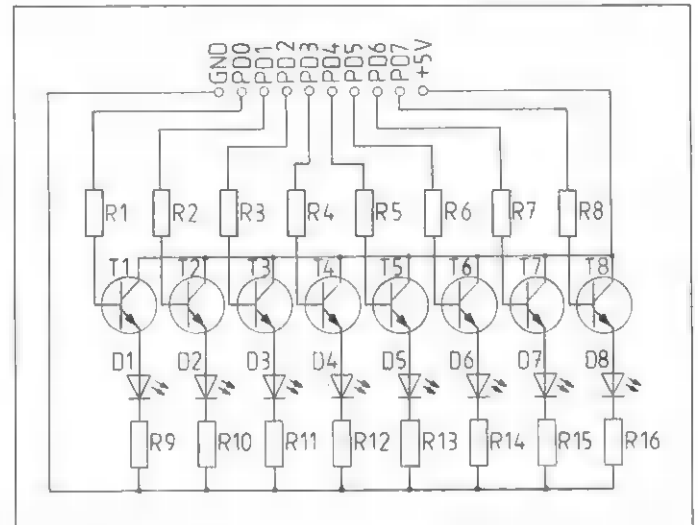 GND PD0 PD1 PD2 PD3 PD4 PD5 PD6 PD7 +5V
R1 R2 R3 R4 R5 R6 R7 R8
T1 T2 T3 T4 T5 T6 T7 T8
D1 D2 D3 D4 D5 D6 D7 D8
R9 R10 R11 R12 R13 R14 R15 R16